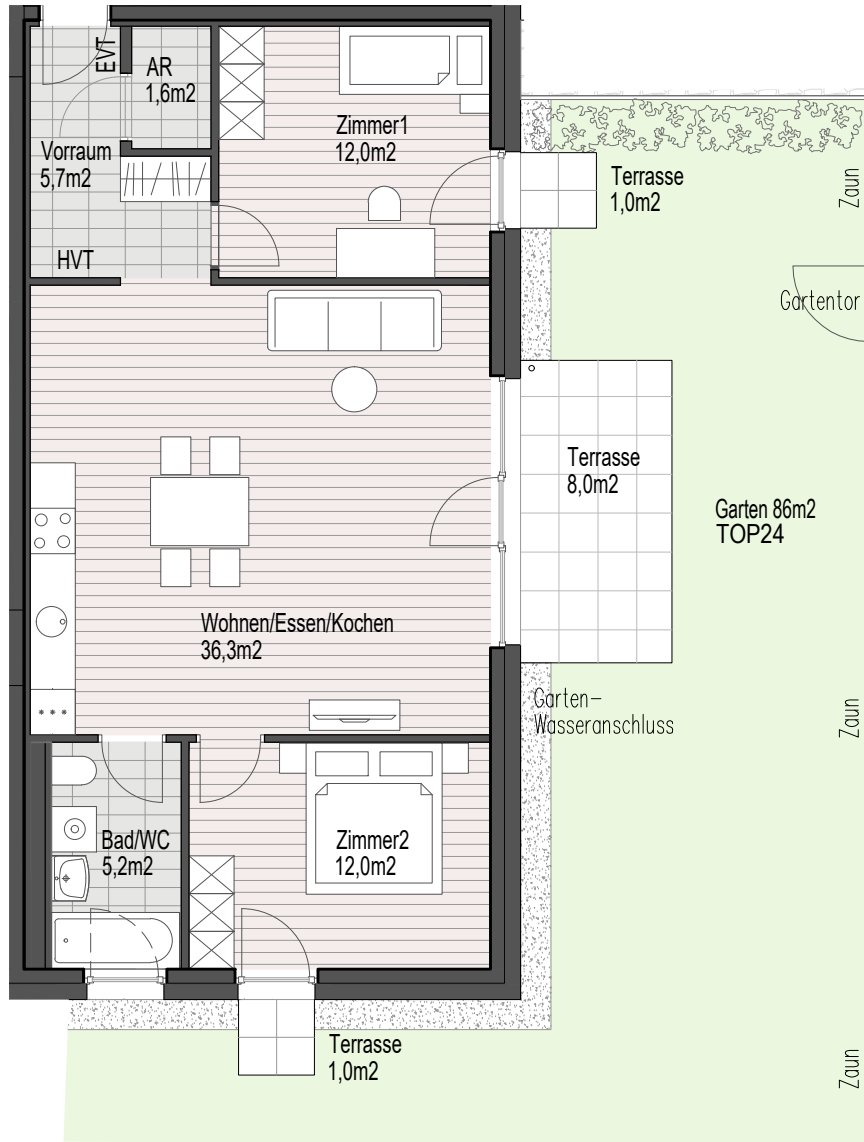 EVT
AR
1,6m2
Vorraum
5,7m2
HVT
Zimmer1
12,0m2
Terrasse
1,0m2
Zaun
Gartentor
Terrasse
8,0m2
Garten 86m2
TOP24
Wohnen/Essen/Kochen
36,3m2
Garten-
Wasseranschluss
Zaun
Bad/WC
5,2m2
Zimmer2
12,0m2
Terrasse
1,0m2
Zaun